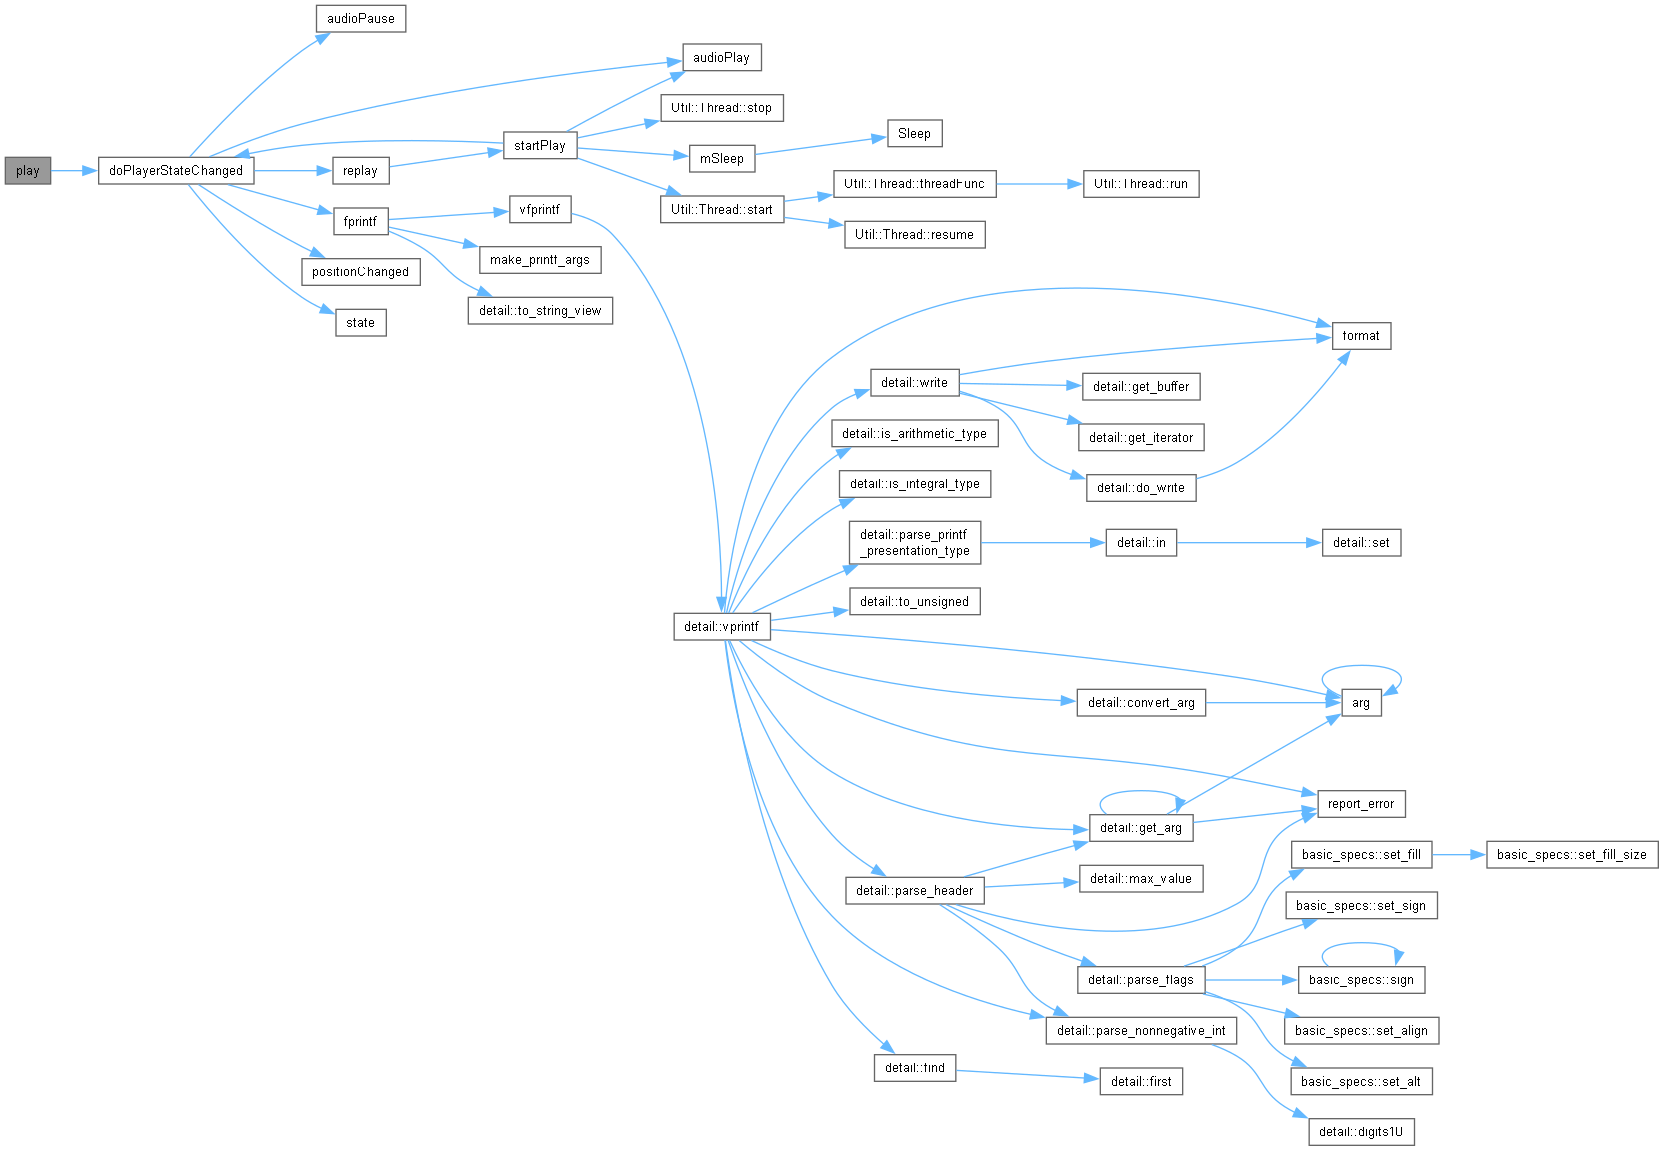 audioPause
audioPlay
Util::Thread::stop
Sleep
startPlay
mSleep
play
doPlayerStateChanged
replay
Util::Thread::threadFunc
Util::Thread::run
Util::Thread::start
vfprintf
fprintf
Util::Thread::resume
make_printf_args
positionChanged
detail::to_string_view
state
format
detail::write
detail::get_buffer
detail::is_arithmetic_type
detail::get_iterator
detail::is_integral_type
detail::do_write
detail::parse_printf
_presentation_type
detail::in
detail::set
detail::to_unsigned
detail::vprintf
detail::convert_arg
arg
report_error
detail::get_arg
basic_specs::set_fill
basic_specs::set_fill_size
detail::max_value
detail::parse_header
basic_specs::set_sign
detail::parse_flags
basic_specs::sign
detail::parse_nonnegative_int
basic_specs::set_align
detail::find
detail::first
basic_specs::set_alt
detail::digits10